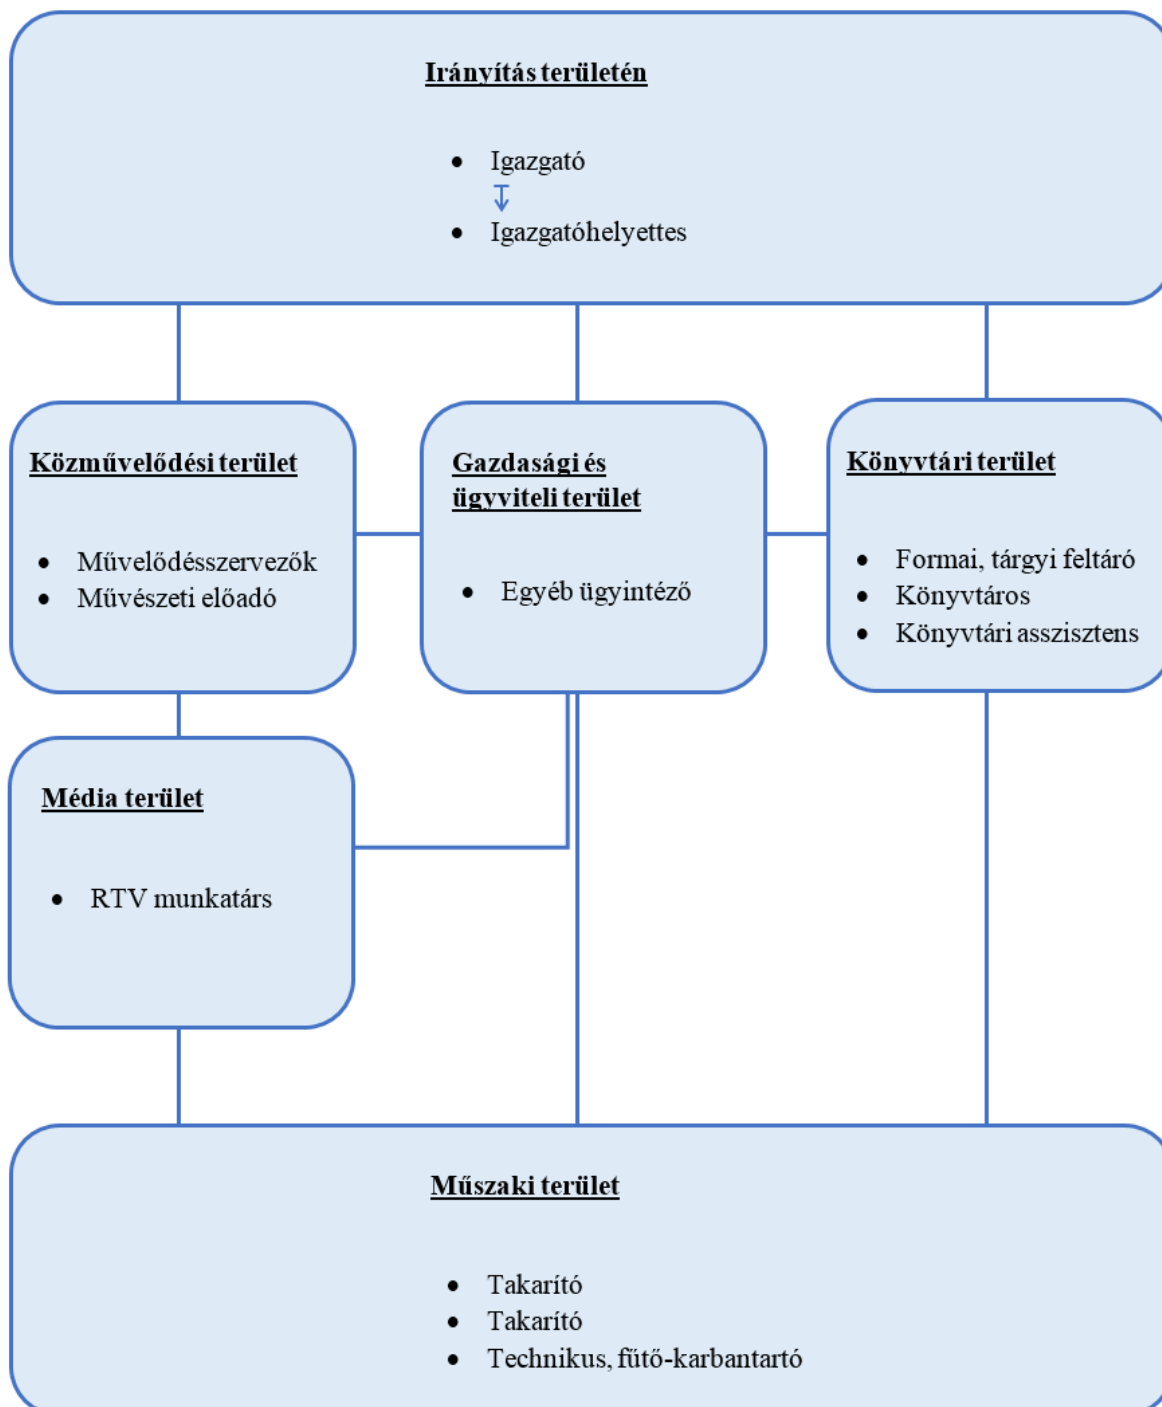 Irányítás területén
• Igazgató
• Igazgatóhelyettes
Közművelődési terület
• Művelődésszervezők
• Művészeti előadó
Gazdasági és
ügyviteli terület
• Egyéb ügyintéző
Könyvtári terület
• Formai, tárgyi feltáró
• Könyvtáros
• Könyvtári asszisztens
Média terület
• RTV munkatárs
Műszaki terület
• Takarító
• Takarító
• Technikus, fűtő-karbantartó